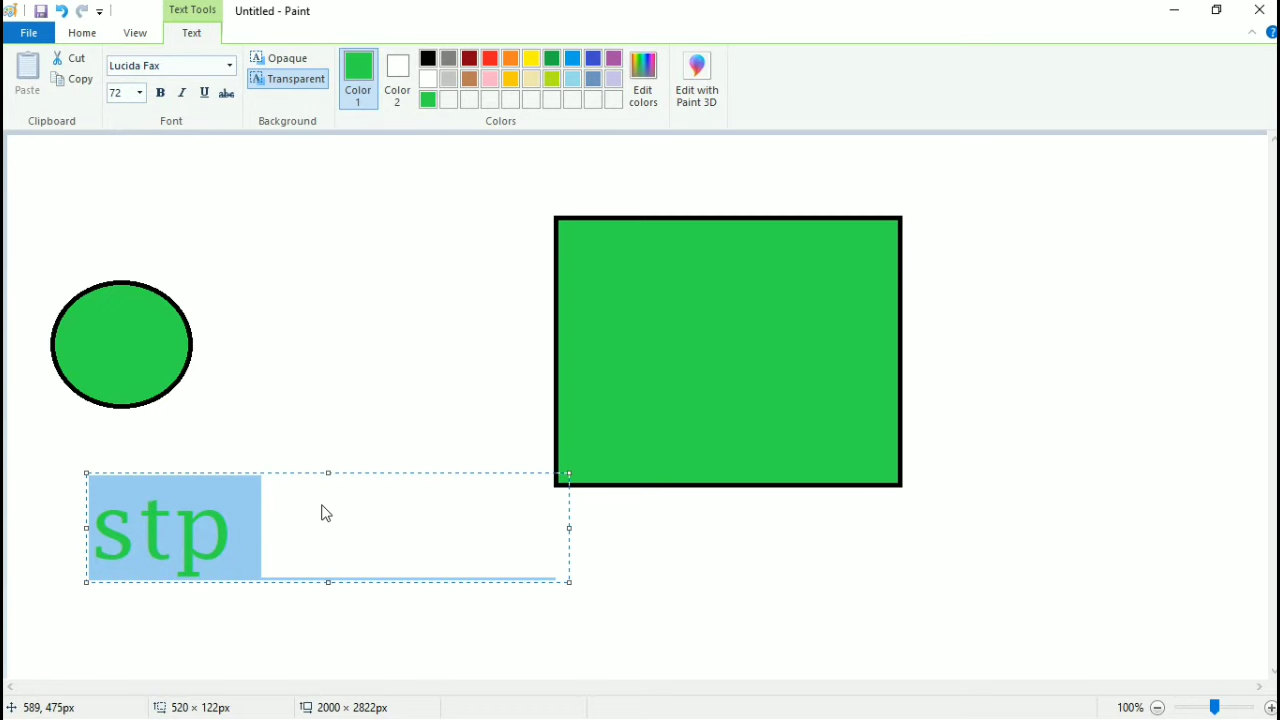 Text Tools
Untitled - Paint
File
Home
View
Text
Paste
Cut
Copy
Clipboard
Lucida Fax
72
B I U abc
Font
Opaque
Transparent
Background
Color 1
Color 2
Edit colors
Colors
Edit with Paint 3D
stp
589, 475px
520 × 122px
2000 × 2822px
100%